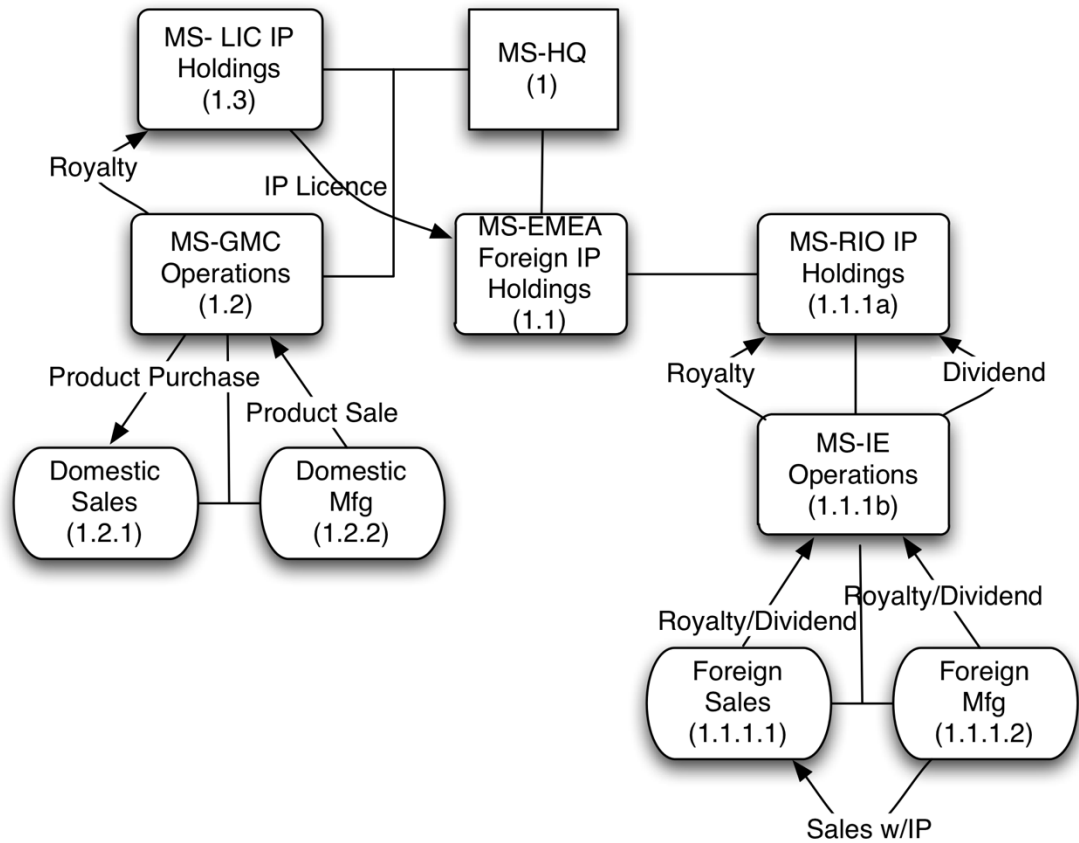 MS- LIC IP
Holdings
(1.3)
MS-HQ
(1)
Royalty
IP Licence
MS-GMC
Operations
(1.2)
MS-EMEA
Foreign IP
Holdings
(1.1)
MS-RIO IP
Holdings
(1.1.1a)
Product Purchase
Product Sale
Royalty
Dividend
Domestic
Sales
(1.2.1)
Domestic
Mfg
(1.2.2)
MS-IE
Operations
(1.1.1b)
Royalty/Dividend
Royalty/Dividend
Foreign
Sales
(1.1.1.1)
Foreign
Mfg
(1.1.1.2)
Sales w/IP